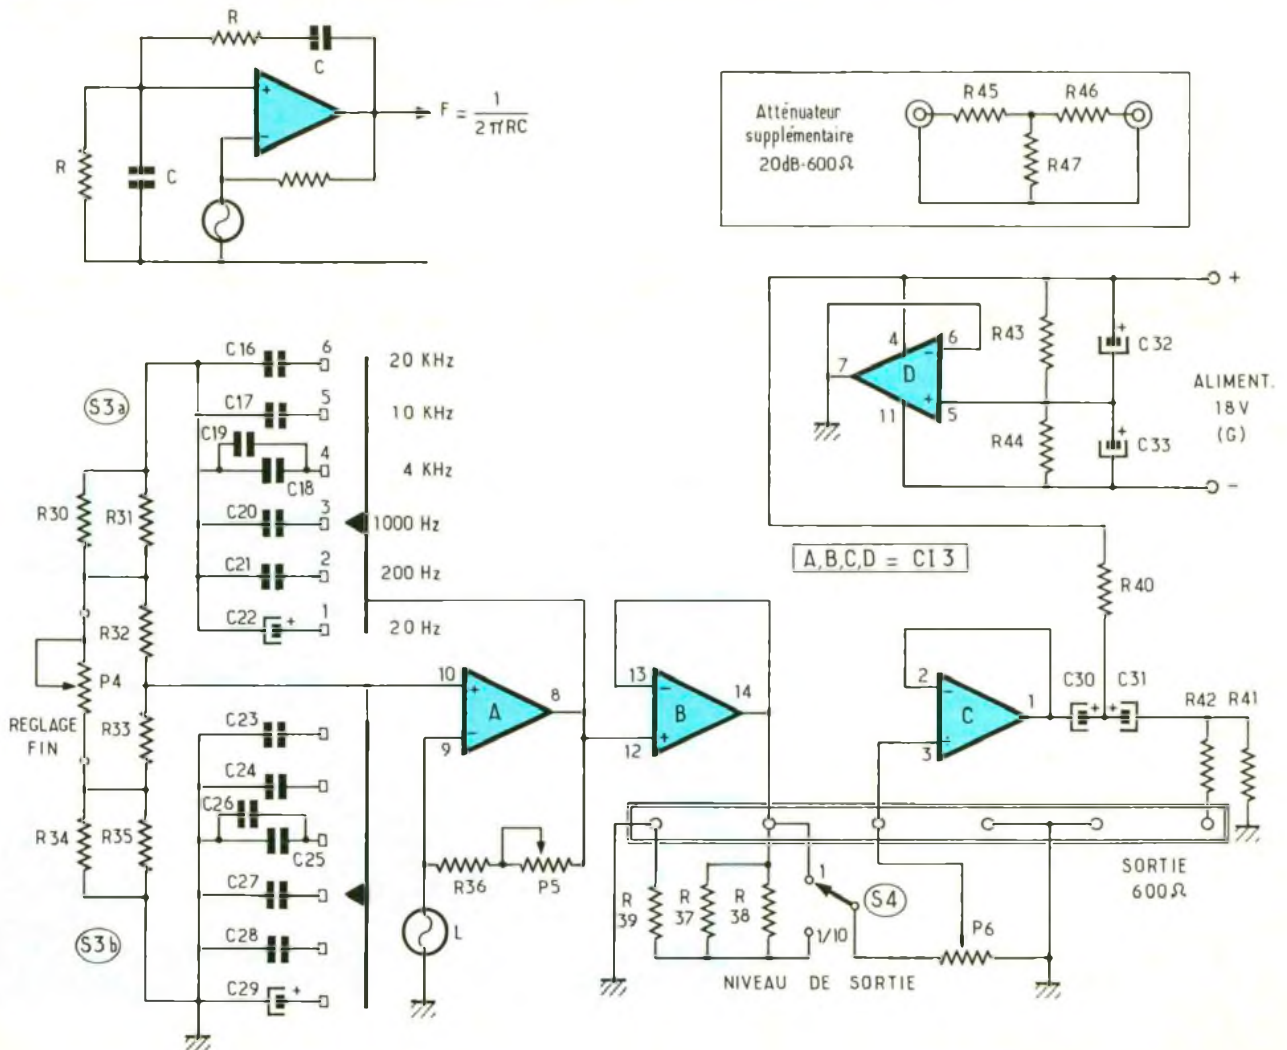 R
C
R
C
+
−
F = 1 / 2πRC
Atténuateur
supplémentaire
20dB-600Ω
R45
R46
R47
S3a
C16
6
20 KHz
C17
5
10 KHz
C19
4
4 KHz
C18
C20
3
1000 Hz
C21
2
200 Hz
C22
+
1
20 Hz
R30
R31
R32
P4
REGLAGE
FIN
R33
R34
R35
S3b
C23
C24
C26
C25
C27
C28
C29
+
10
+
A
8
−
9
R36
P5
L
13
−
B
14
+
12
7
4
6
−
D
+
11
5
R43
R44
+
C32
+
C33
+
ALIMENT.
18V
(G)
−
A,B,C,D = CI 3
R40
2
−
C
1
3
+
C30
+
+
C31
R42
R41
SORTIE
600Ω
R
39
R
37
R
38
1
S4
1/10
P6
NIVEAU DE SORTIE